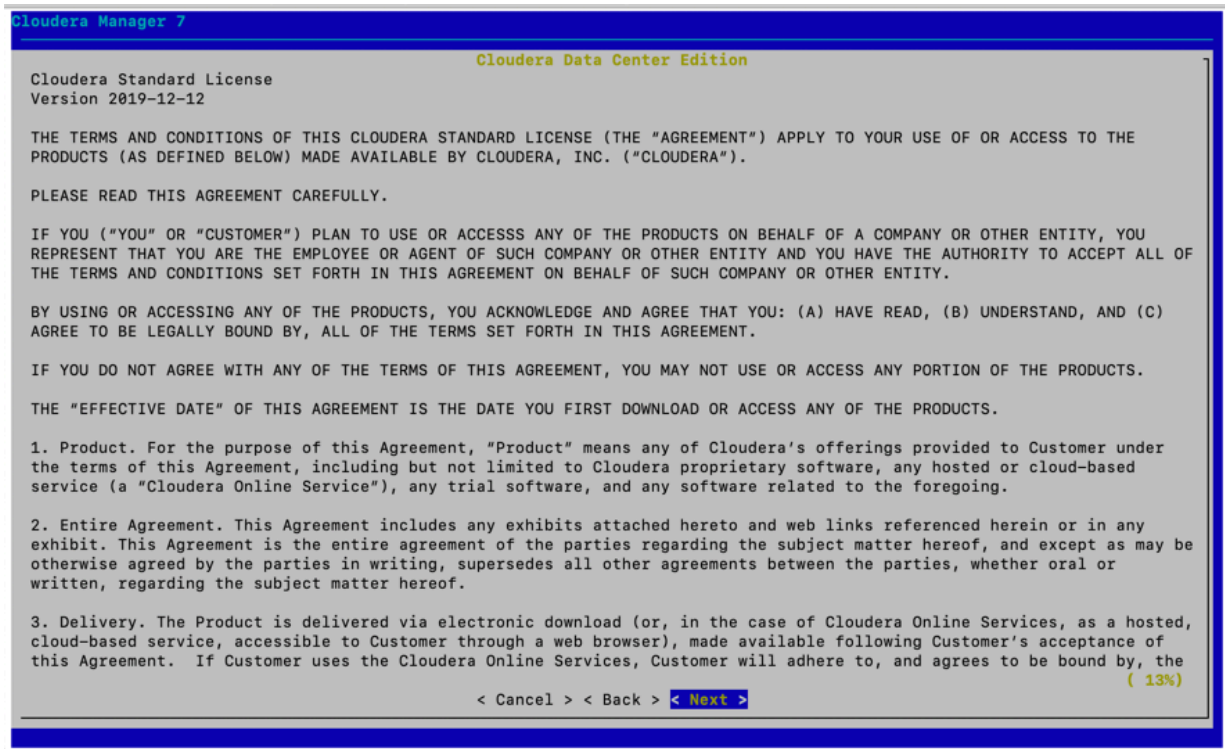 Cloudera Manager 7
Cloudera Data Center Edition
Cloudera Standard License
Version 2019-12-12
THE TERMS AND CONDITIONS OF THIS CLOUDERA STANDARD LICENSE (THE “AGREEMENT”) APPLY TO YOUR USE OF OR ACCESS TO THE
PRODUCTS (AS DEFINED BELOW) MADE AVAILABLE BY CLOUDERA, INC. (“CLOUDERA”).
PLEASE READ THIS AGREEMENT CAREFULLY.
IF YOU (“YOU” OR “CUSTOMER”) PLAN TO USE OR ACCESSS ANY OF THE PRODUCTS ON BEHALF OF A COMPANY OR OTHER ENTITY, YOU
REPRESENT THAT YOU ARE THE EMPLOYEE OR AGENT OF SUCH COMPANY OR OTHER ENTITY AND YOU HAVE THE AUTHORITY TO ACCEPT ALL OF
THE TERMS AND CONDITIONS SET FORTH IN THIS AGREEMENT ON BEHALF OF SUCH COMPANY OR OTHER ENTITY.
BY USING OR ACCESSING ANY OF THE PRODUCTS, YOU ACKNOWLEDGE AND AGREE THAT YOU: (A) HAVE READ, (B) UNDERSTAND, AND (C)
AGREE TO BE LEGALLY BOUND BY, ALL OF THE TERMS SET FORTH IN THIS AGREEMENT.
IF YOU DO NOT AGREE WITH ANY OF THE TERMS OF THIS AGREEMENT, YOU MAY NOT USE OR ACCESS ANY PORTION OF THE PRODUCTS.
THE “EFFECTIVE DATE” OF THIS AGREEMENT IS THE DATE YOU FIRST DOWNLOAD OR ACCESS ANY OF THE PRODUCTS.
1. Product. For the purpose of this Agreement, “Product” means any of Cloudera’s offerings provided to Customer under
the terms of this Agreement, including but not limited to Cloudera proprietary software, any hosted or cloud-based
service (a “Cloudera Online Service”), any trial software, and any software related to the foregoing.
2. Entire Agreement. This Agreement includes any exhibits attached hereto and web links referenced herein or in any
exhibit. This Agreement is the entire agreement of the parties regarding the subject matter hereof, and except as may be
otherwise agreed by the parties in writing, supersedes all other agreements between the parties, whether oral or
written, regarding the subject matter hereof.
3. Delivery. The Product is delivered via electronic download (or, in the case of Cloudera Online Services, as a hosted,
cloud-based service, accessible to Customer through a web browser), made available following Customer’s acceptance of
this Agreement.  If Customer uses the Cloudera Online Services, Customer will adhere to, and agrees to be bound by, the
( 13%)
< Cancel > < Back > < Next >